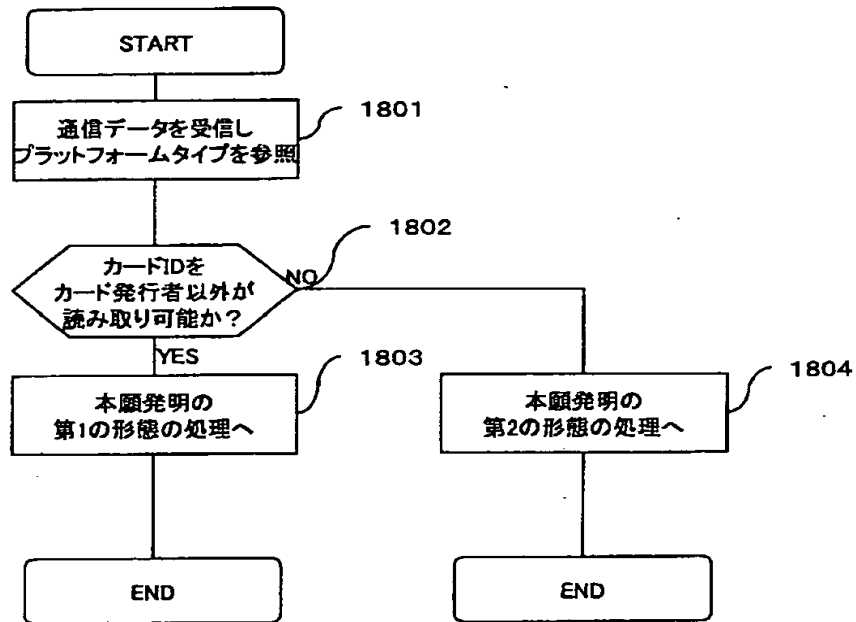 START
通信データを受信し
プラットフォームタイプを参照
1801
カードIDを
カード発行者以外が
読み取り可能か？
1802
NO
YES
本願発明の
第1の形態の処理へ
1803
本願発明の
第2の形態の処理へ
1804
END
END